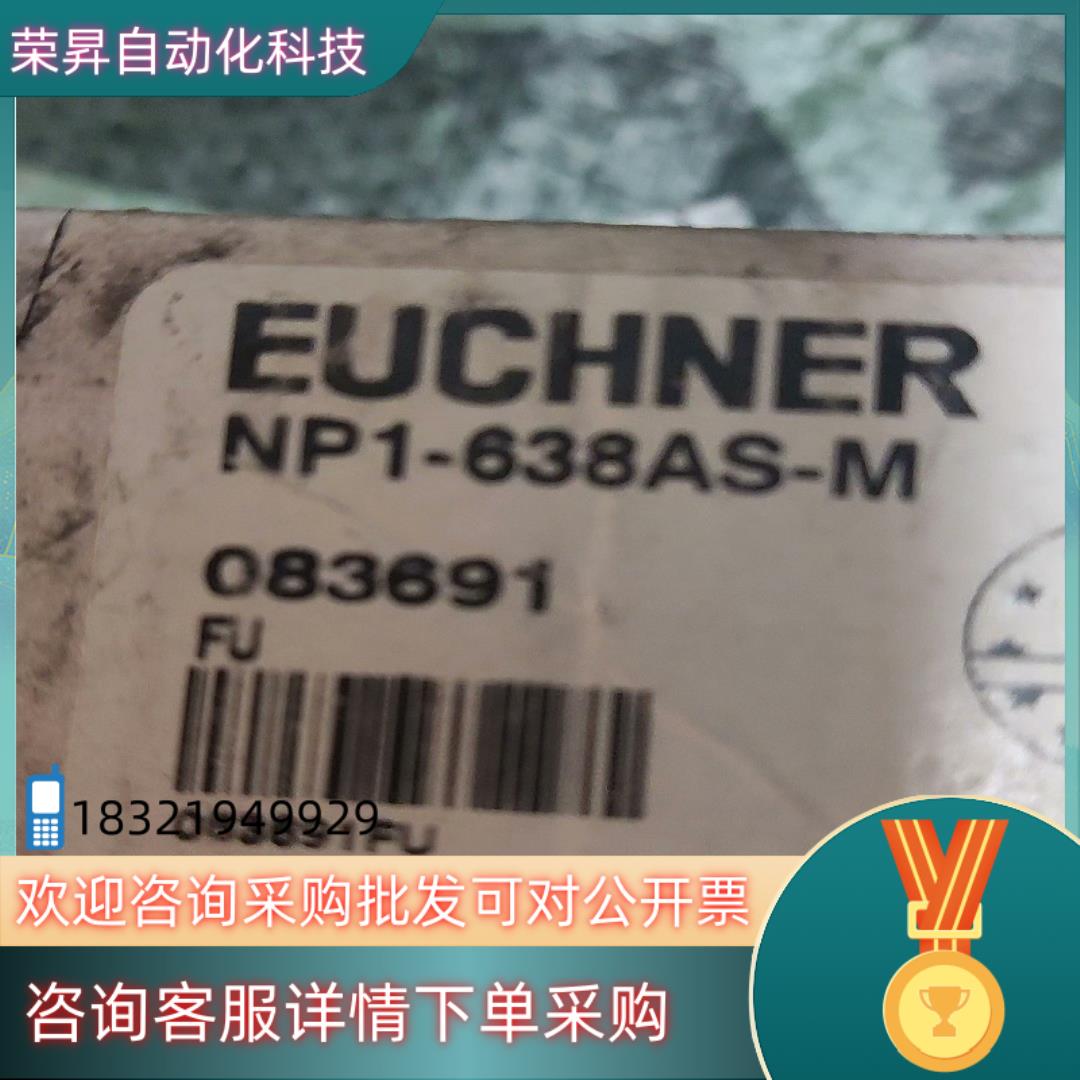 荣昇自动化科技
EUCHNER
NP1-638AS-M
083691
FU
18321949929
欢迎咨询采购批发可对公开票
咨询客服详情下单采购